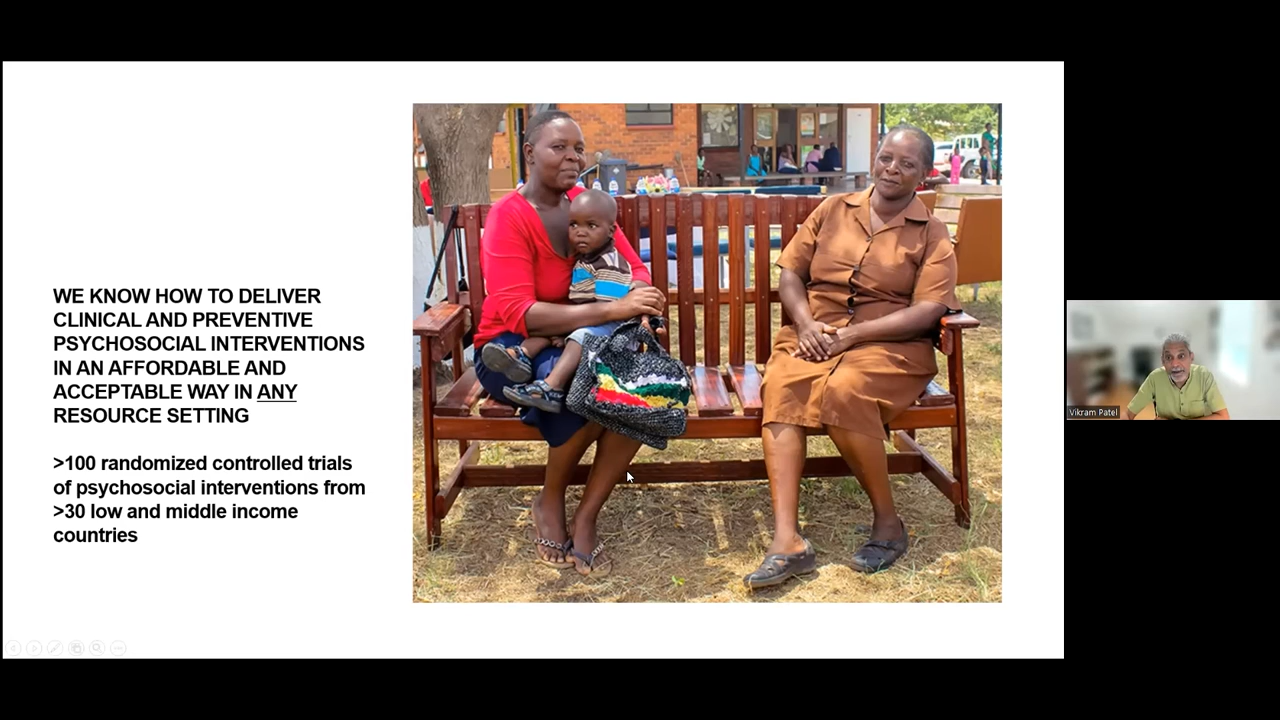 WE KNOW HOW TO DELIVER
CLINICAL AND PREVENTIVE
PSYCHOSOCIAL INTERVENTIONS
IN AN AFFORDABLE AND
ACCEPTABLE WAY IN ANY
RESOURCE SETTING
>100 randomized controlled trials
of psychosocial interventions from
>30 low and middle income
countries
Vikram Patel